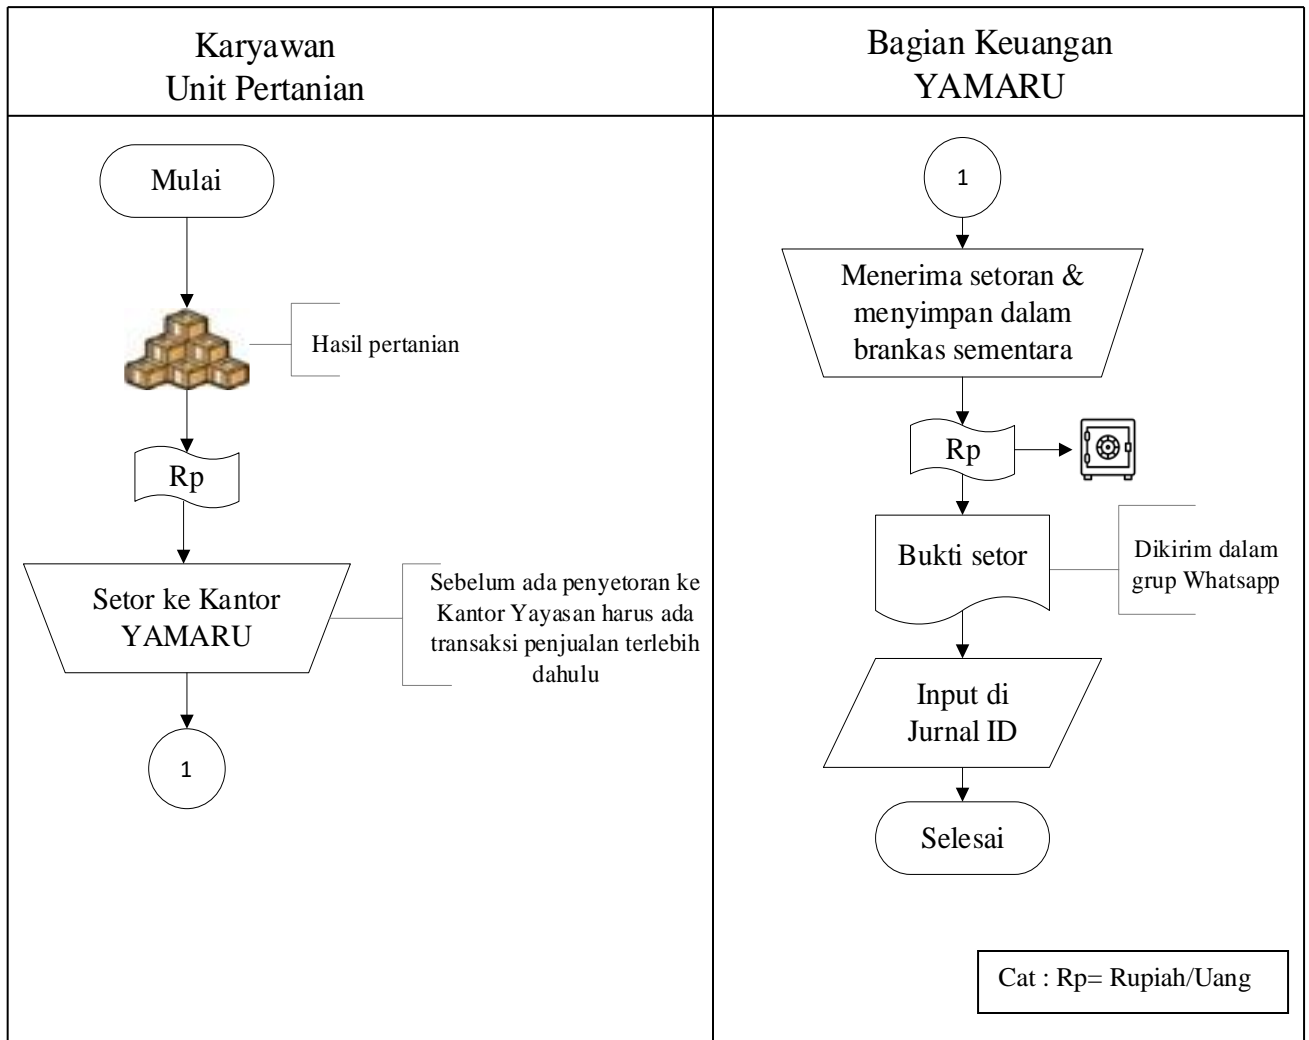 Karyawan
Unit Pertanian
Bagian Keuangan
YAMARU
Mulai
Hasil pertanian
Rp
Setor ke Kantor
YAMARU
Sebelum ada penyetoran ke
Kantor Yayasan harus ada
transaksi penjualan terlebih
dahulu
1
1
Menerima setoran &
menyimpan dalam
brankas sementara
Rp
Bukti setor
Dikirim dalam
grup Whatsapp
Input di
Jurnal ID
Selesai
Cat : Rp= Rupiah/Uang